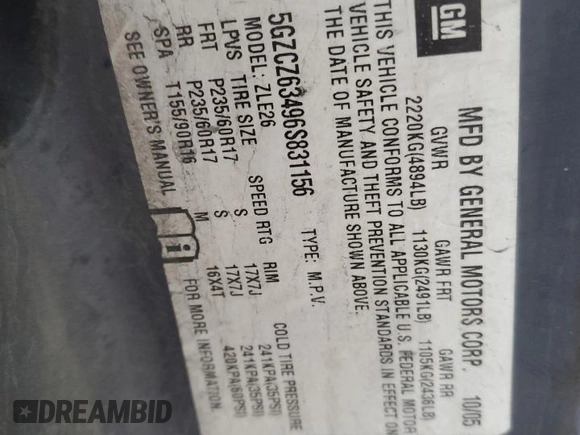 GM
MFD BY GENERAL MOTORS CORP. 10/05
GVWR GAWR FRT GAWR RR
2220KG(4894LB) 1130KG(2491LB) 1105KG(2436LB)
THIS VEHICLE CONFORMS TO ALL APPLICABLE U.S. FEDERAL MOTOR
VEHICLE SAFETY AND THEFT PREVENTION STANDARDS IN EFFECT ON
THE DATE OF MANUFACTURE SHOWN ABOVE.
5GZCZ63496S831156 TYPE: M.P.V.
MODEL: ZLE26
LPVS TIRE SIZE SPEED RTG RIM COLD TIRE PRESSURE
FRT P235/60R17 S 17X7J 241KPA(35PSI)
RR P235/60R17 S 17X7J 241KPA(35PSI)
SPA T155/90R16 M 16X4T 420KPA(60PSI)
SEE OWNER'S MANUAL i FOR MORE INFORMATION.
DREAMBID